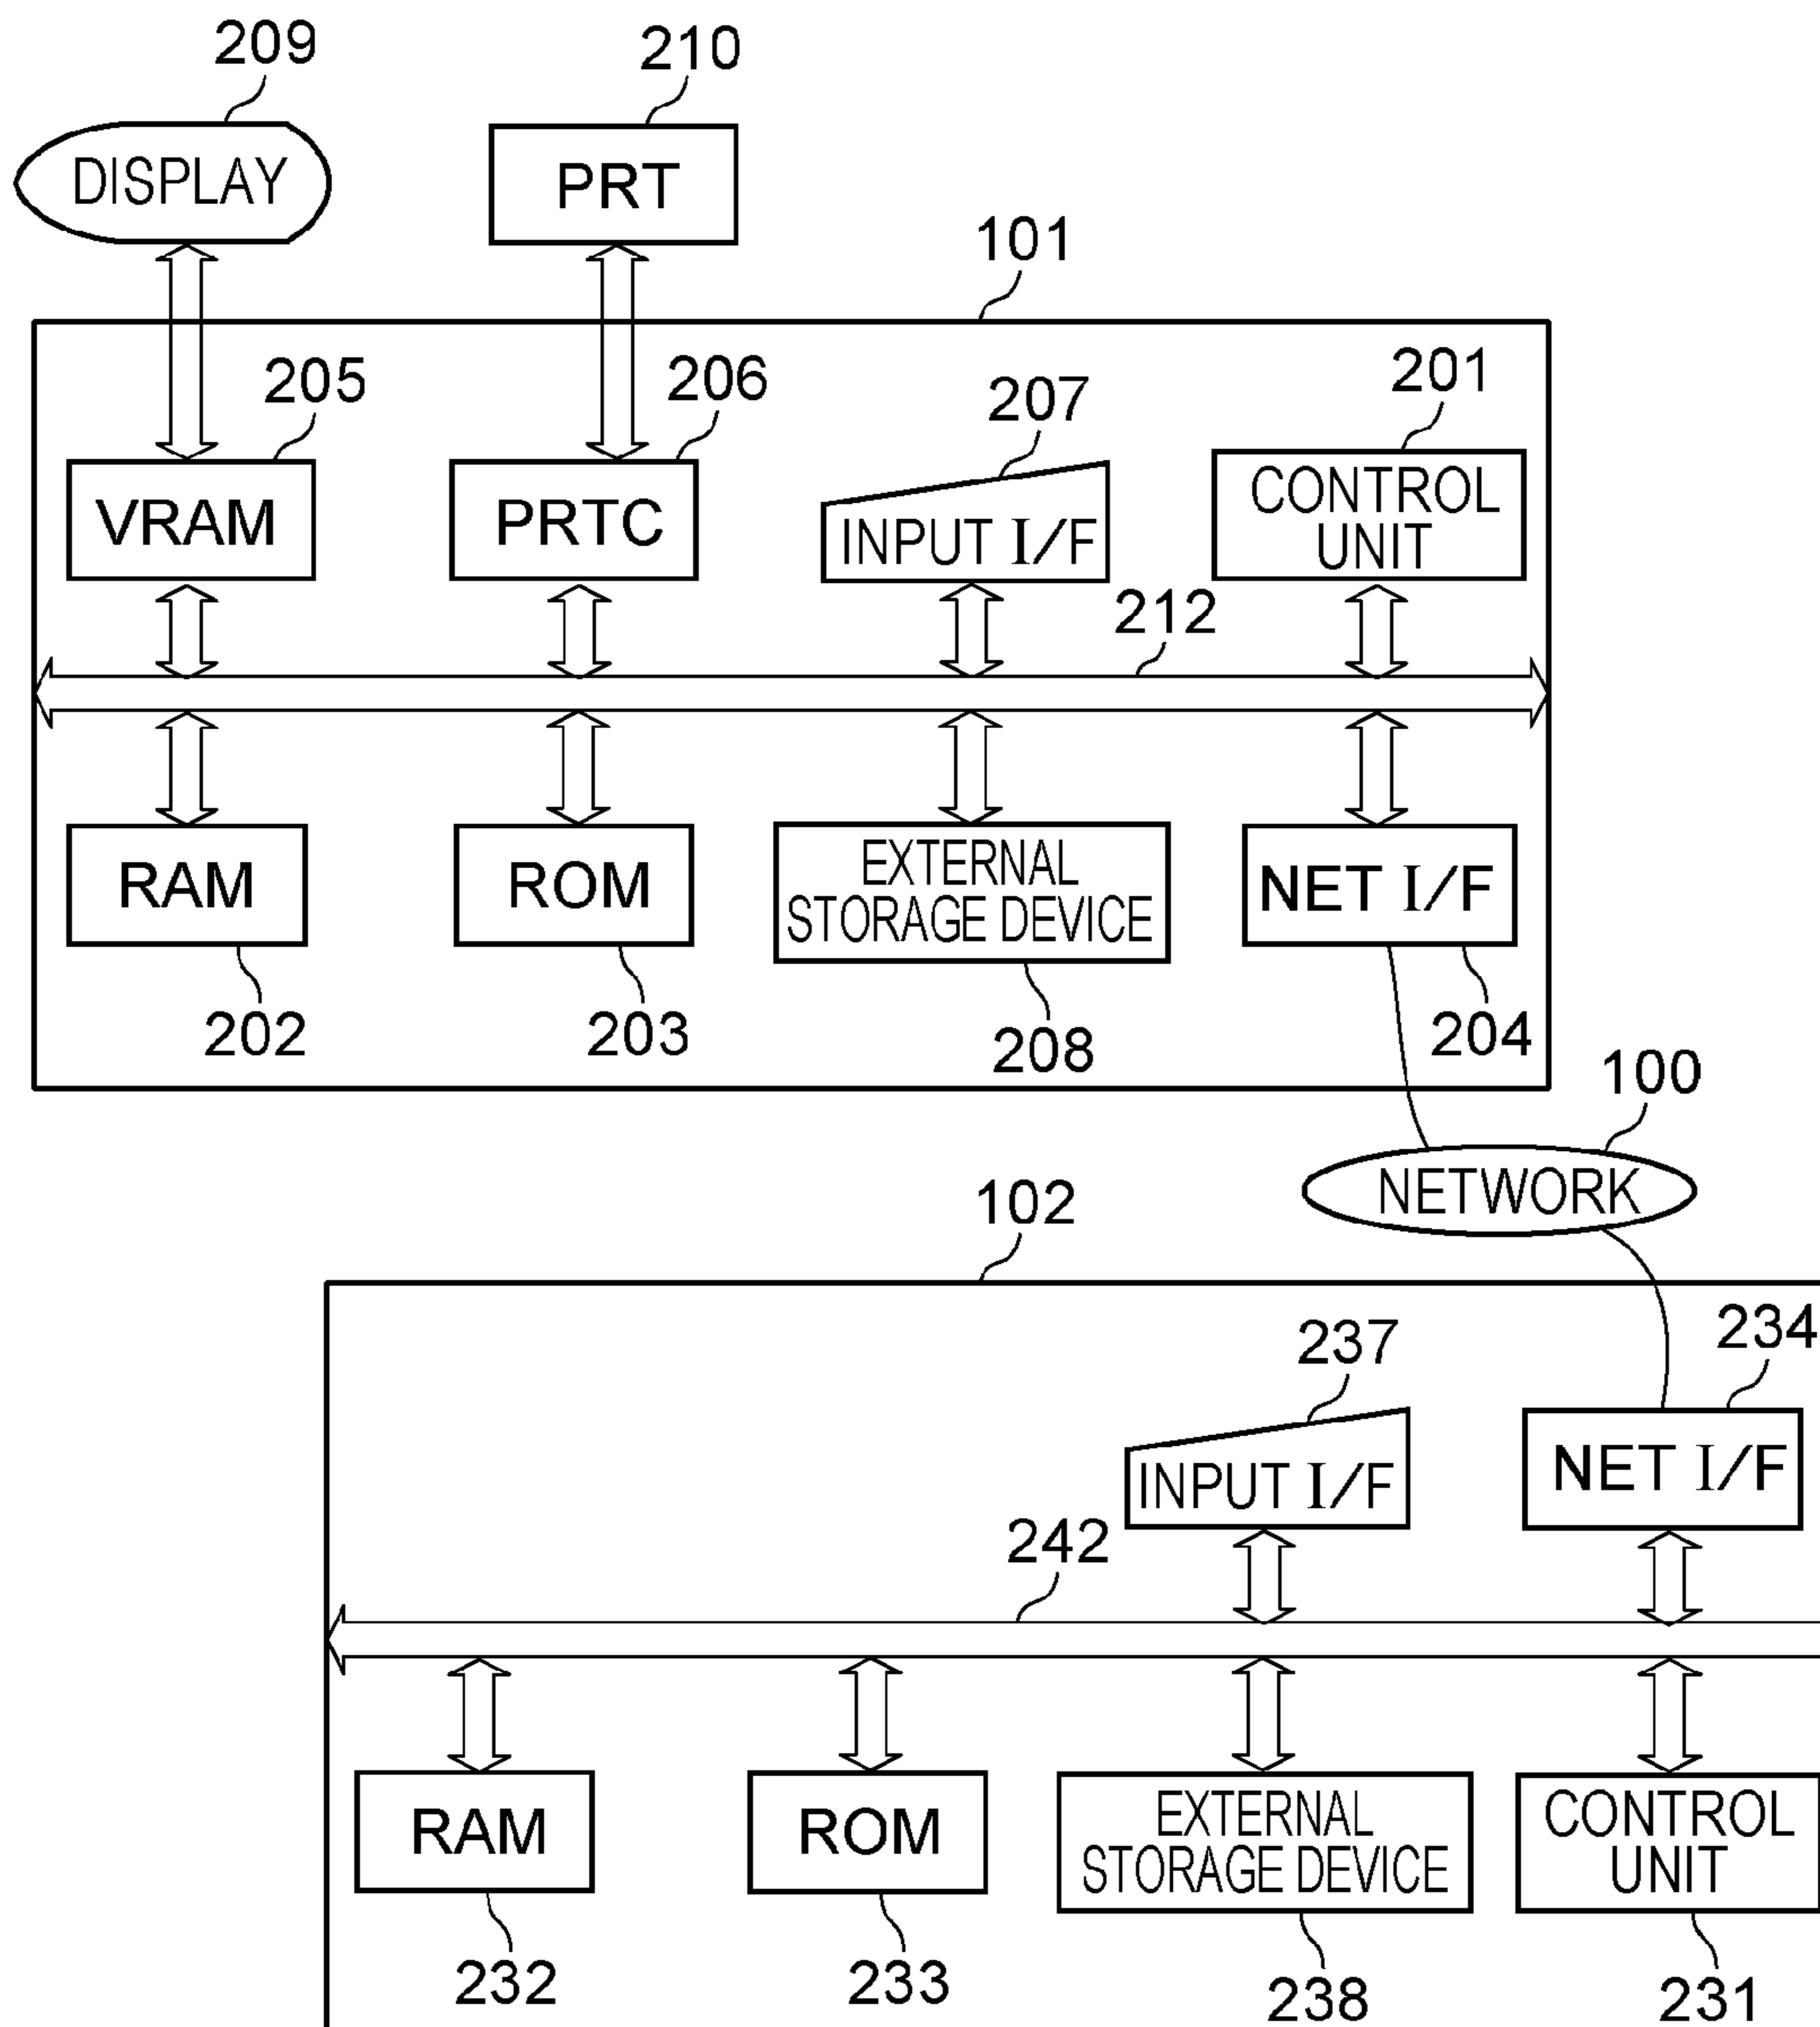 209
210
DISPLAY
PRT
101
205
206
207
201
VRAM
PRTC
INPUT I/F
CONTROL
UNIT
212
RAM
ROM
EXTERNAL
STORAGE DEVICE
NET I/F
202
203
208
204
100
NETWORK
102
237
234
INPUT I/F
NET I/F
242
RAM
ROM
EXTERNAL
STORAGE DEVICE
CONTROL
UNIT
232
233
238
231